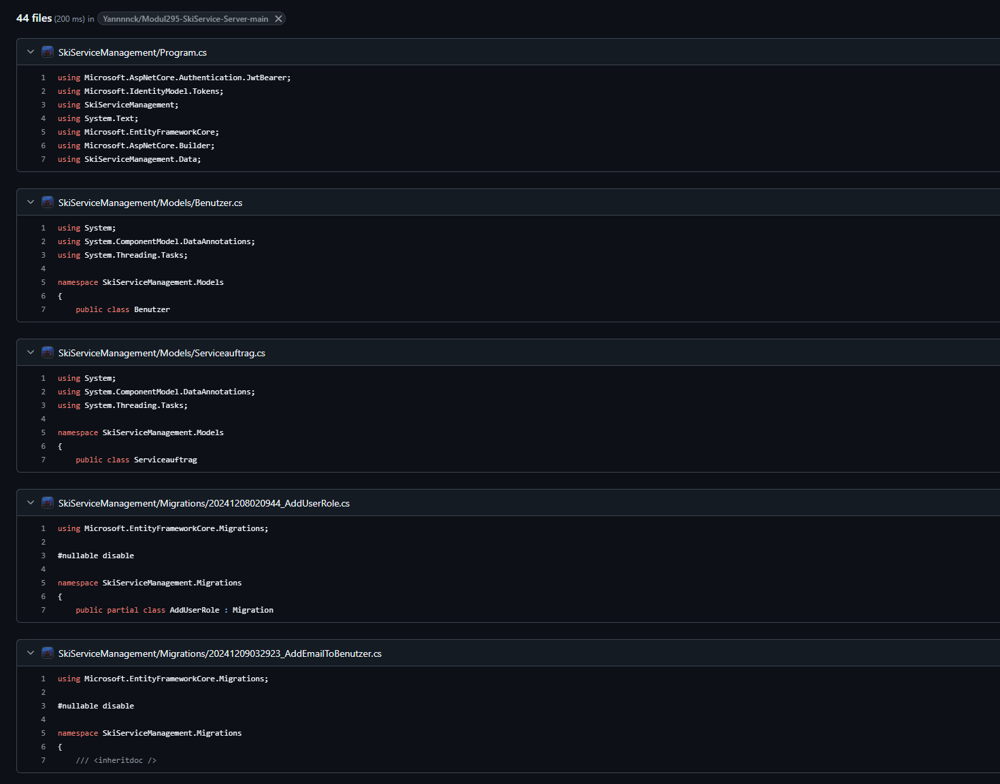 44 files (200 ms) in Yannnnck/Modul295-SkiService-Server-main
SkiServiceManagement/Program.cs
1 using Microsoft.AspNetCore.Authentication.JwtBearer;
2 using Microsoft.IdentityModel.Tokens;
3 using SkiServiceManagement;
4 using System.Text;
5 using Microsoft.EntityFrameworkCore;
6 using Microsoft.AspNetCore.Builder;
7 using SkiServiceManagement.Data;
SkiServiceManagement/Models/Benutzer.cs
1 using System;
2 using System.ComponentModel.DataAnnotations;
3 using System.Threading.Tasks;
4
5 namespace SkiServiceManagement.Models
6 {
7     public class Benutzer
SkiServiceManagement/Models/Serviceauftrag.cs
1 using System;
2 using System.ComponentModel.DataAnnotations;
3 using System.Threading.Tasks;
4
5 namespace SkiServiceManagement.Models
6 {
7     public class Serviceauftrag
SkiServiceManagement/Migrations/20241208020944_AddUserRole.cs
1 using Microsoft.EntityFrameworkCore.Migrations;
2
3 #nullable disable
4
5 namespace SkiServiceManagement.Migrations
6 {
7     public partial class AddUserRole : Migration
SkiServiceManagement/Migrations/20241209032923_AddEmailToBenutzer.cs
1 using Microsoft.EntityFrameworkCore.Migrations;
2
3 #nullable disable
4
5 namespace SkiServiceManagement.Migrations
6 {
7     /// <inheritdoc />